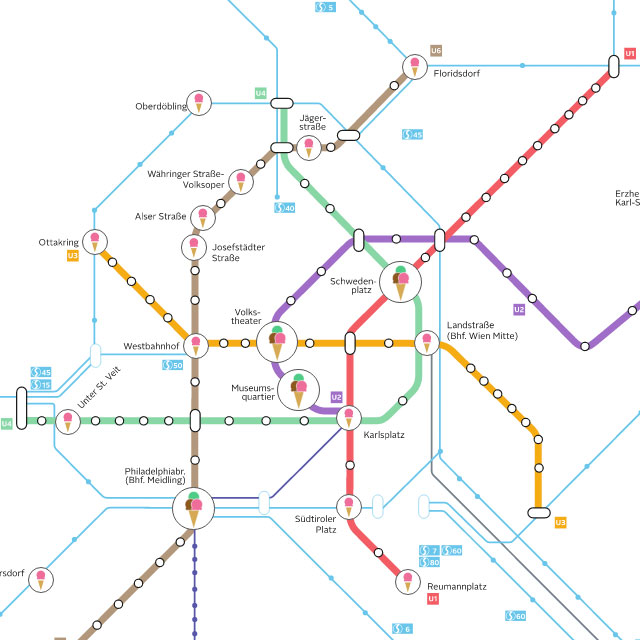 5
U6
U1
Floridsdorf
U4
Oberdöbling
Jäger-
straße
45
Währinger Straße-
Volksoper
Erzhe
Karl-S
40
Alser Straße
Ottakring
U3
Josefstädter
Straße
Schweden-
platz
U2
Volks-
theater
Landstraße
(Bhf. Wien Mitte)
Westbahnhof
50
45
15
Unter St. Veit
Museums-
quartier
U2
U4
Karlsplatz
Philadelphiabr.
(Bhf. Meidling)
Südtiroler
Platz
U3
7
60
80
rsdorf
Reumannplatz
U1
60
6